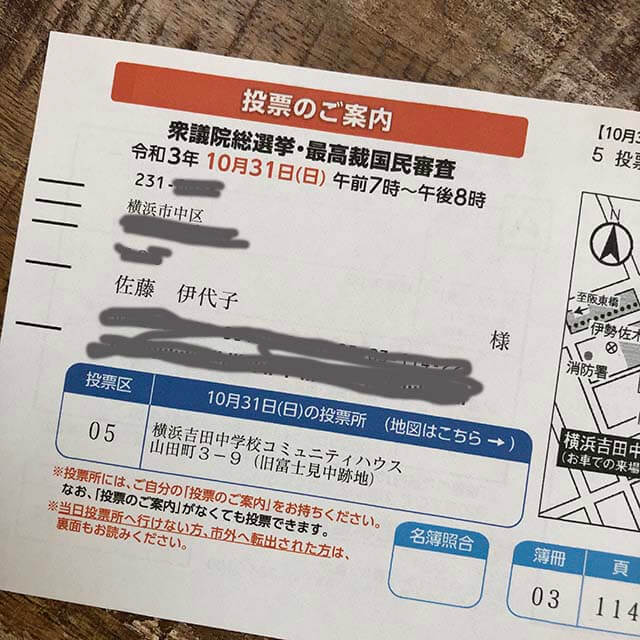 投票のご案内
衆議院総選挙・最高裁国民審査
令和3年 10月31日(日) 午前7時～午後8時
231-
横浜市中区
佐藤 伊代子
様
投票区
10月31日(日)の投票所 (地図はこちら→)
05
横浜吉田中学校コミュニティハウス
山田町3－9(旧富士見中跡地)
※投票所には、ご自分の「投票のご案内」をお持ちください。
なお、「投票のご案内」がなくても投票できます。
※当日投票所へ行けない方、市外へ転出された方は、
裏面もお読みください。
名簿照合
簿冊
頁
03
114
【10月3
5 投票
N
至阪東橋
伊勢佐木
消防署
横浜吉田中
(お車での来場